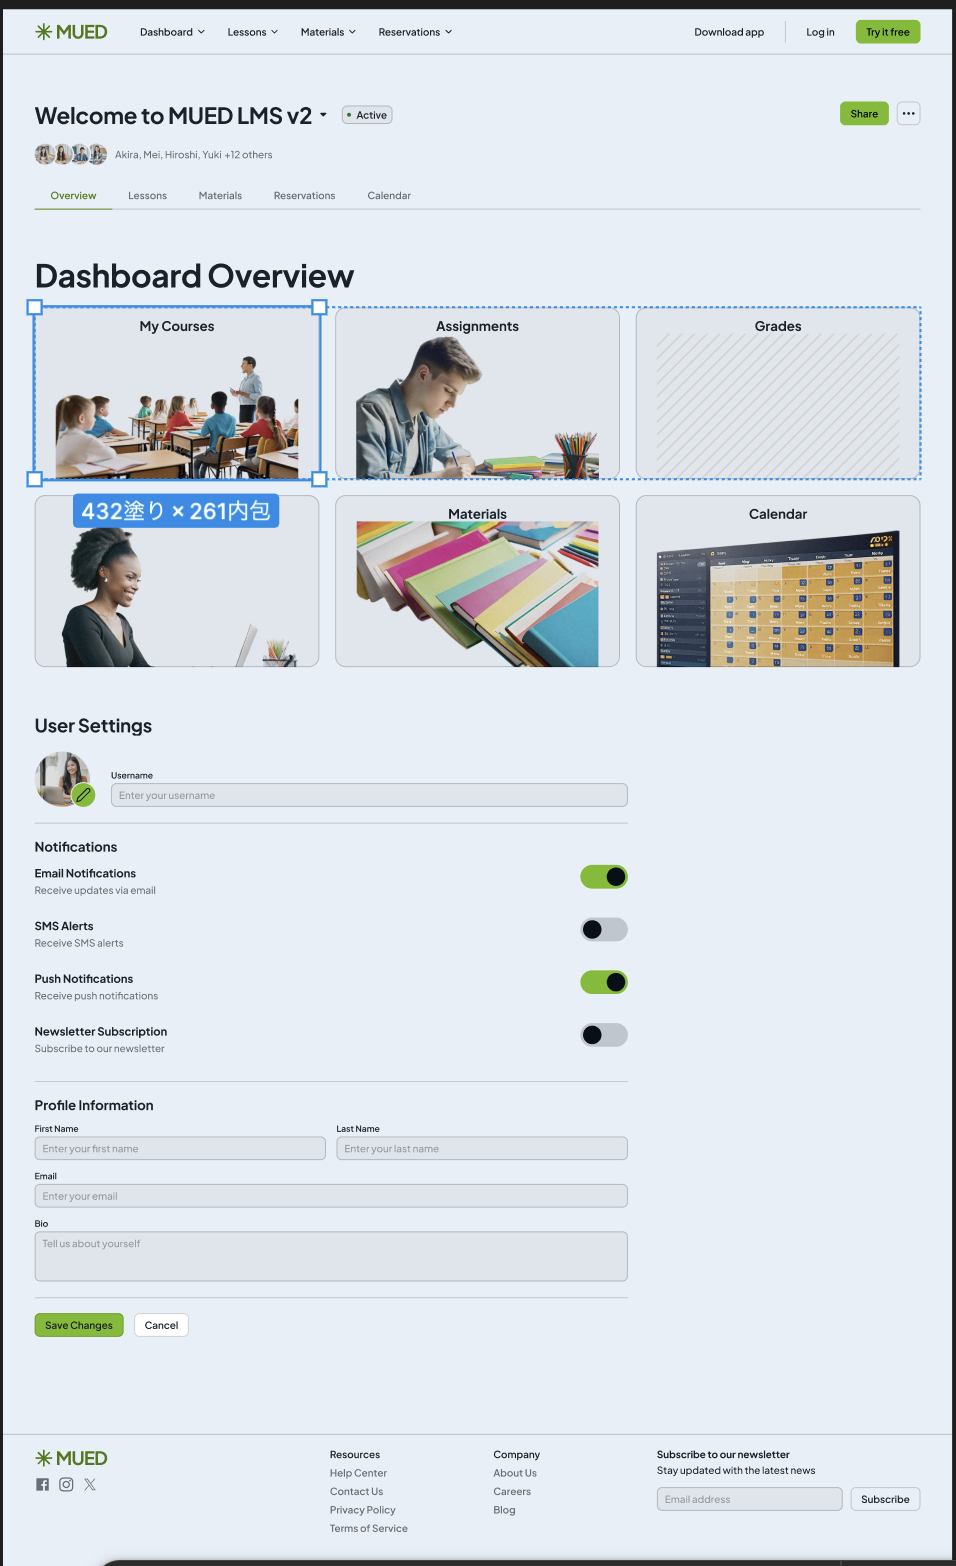 MUED
Dashboard
Lessons
Materials
Reservations
Download app
Log in
Try it free
Welcome to MUED LMS v2
Active
Share
Akira, Mei, Hiroshi, Yuki +12 others
Overview
Lessons
Materials
Reservations
Calendar
Dashboard Overview
My Courses
Assignments
Grades
432塗り × 261内包
Materials
Calendar
User Settings
Username
Enter your username
Notifications
Email Notifications
Receive updates via email
SMS Alerts
Receive SMS alerts
Push Notifications
Receive push notifications
Newsletter Subscription
Subscribe to our newsletter
Profile Information
First Name
Last Name
Enter your first name
Enter your last name
Email
Enter your email
Bio
Tell us about yourself
Save Changes
Cancel
MUED
Resources
Help Center
Contact Us
Privacy Policy
Terms of Service
Company
About Us
Careers
Blog
Subscribe to our newsletter
Stay updated with the latest news
Email address
Subscribe